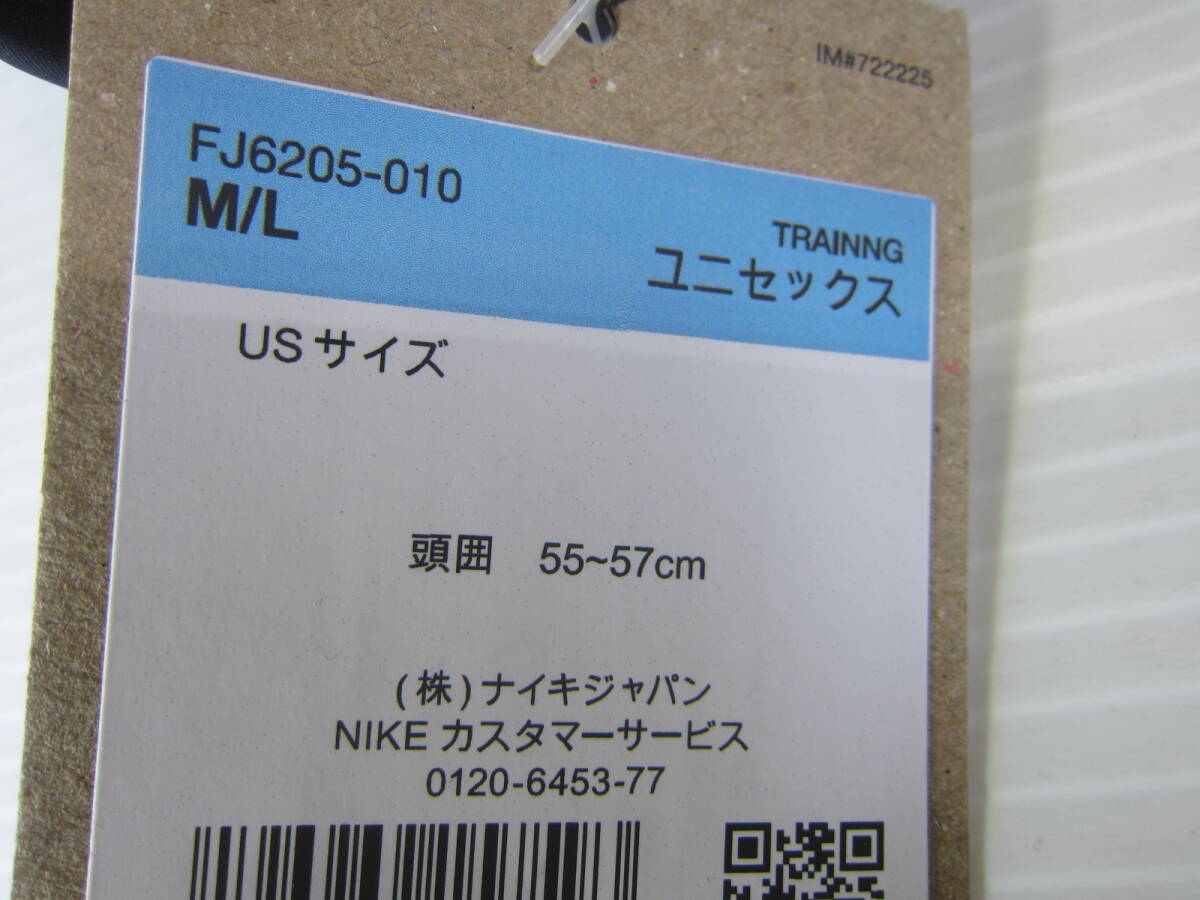 IM#722225
FJ6205-010
M/L
TRAINNG
ユニセックス
USサイズ
頭囲 55~57cm
(株)ナイキジャパン
NIKE カスタマーサービス
0120-6453-77